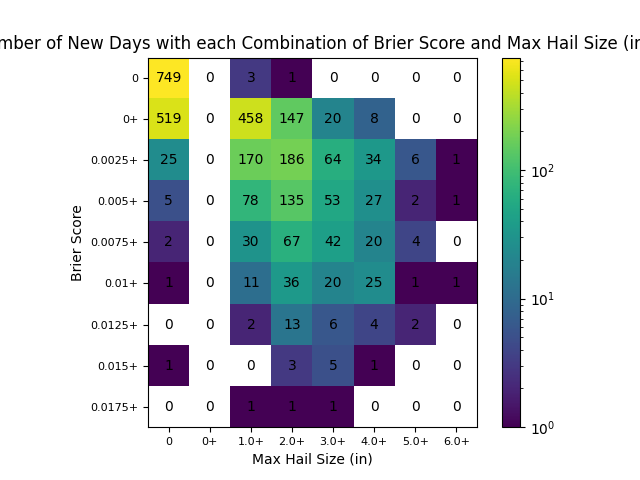 mber of New Days with each Combination of Brier Score and Max Hail Size (in
0 749 0 3 1 0 0 0 0
0+ 519 0 458 147 20 8 0 0
0.0025+ 25 0 170 186 64 34 6 1
0.005+ 5 0 78 135 53 27 2 1
0.0075+ 2 0 30 67 42 20 4 0
0.01+ 1 0 11 36 20 25 1 1
0.0125+ 0 0 2 13 6 4 2 0
0.015+ 1 0 0 3 5 1 0 0
0.0175+ 0 0 1 1 1 0 0 0
0 0+ 1.0+ 2.0+ 3.0+ 4.0+ 5.0+ 6.0+
Max Hail Size (in)
Brier Score
10²
10¹
10⁰